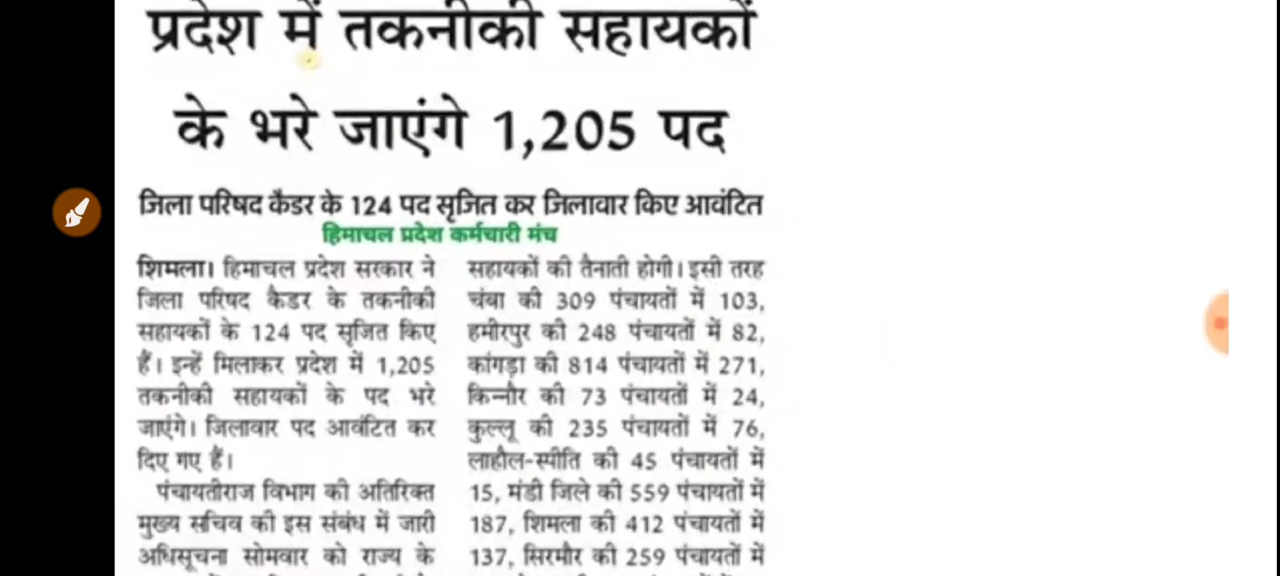 प्रदेश में तकनीकी सहायकों
के भरे जाएंगे 1,205 पद
जिला परिषद कैडर के 124 पद सृजित कर जिलावार किए आवंटित
हिमाचल प्रदेश कर्मचारी मंच
शिमला। हिमाचल प्रदेश सरकार ने
जिला परिषद कैडर के तकनीकी
सहायकों के 124 पद सृजित किए
हैं। इन्हें मिलाकर प्रदेश में 1,205
तकनीकी सहायकों के पद भरे
जाएंगे। जिलावार पद आवंटित कर
दिए गए हैं।
पंचायतीराज विभाग की अतिरिक्त
मुख्य सचिव की इस संबंध में जारी
अधिसूचना सोमवार को राज्य के
सहायकों की तैनाती होगी। इसी तरह
चंबा की 309 पंचायतों में 103,
हमीरपुर की 248 पंचायतों में 82,
कांगड़ा की 814 पंचायतों में 271,
किन्नौर की 73 पंचायतों में 24,
कुल्लू की 235 पंचायतों में 76,
लाहौल-स्पीति की 45 पंचायतों में
15, मंडी जिले की 559 पंचायतों में
187, शिमला की 412 पंचायतों में
137, सिरमौर की 259 पंचायतों में